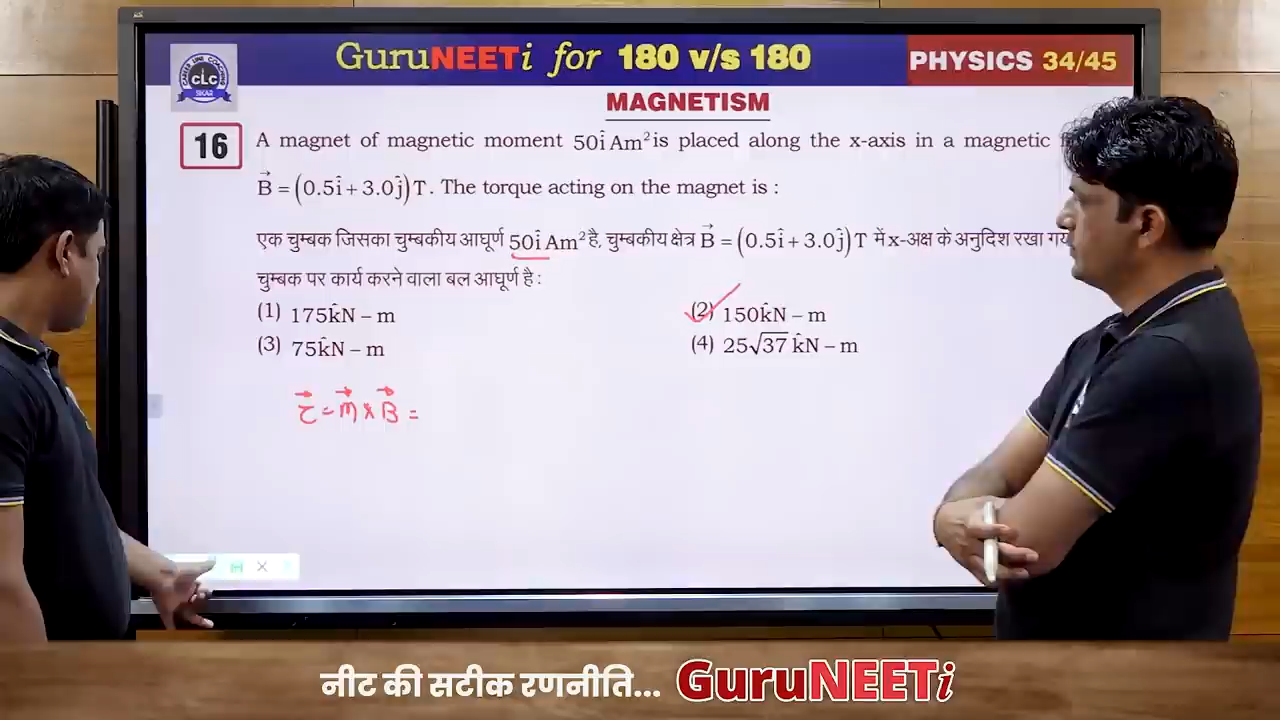 GuruNEETi for 180 v/s 180
PHYSICS 34/45
CLC
SIKAR
MAGNETISM
16 A magnet of magnetic moment 50î Am² is placed along the x-axis in a magnetic
B⃗ = (0.5î + 3.0ĵ) T. The torque acting on the magnet is :
एक चुम्बक जिसका चुम्बकीय आघूर्ण 50î Am² है, चुम्बकीय क्षेत्र B⃗ = (0.5î + 3.0ĵ) T में x-अक्ष के अनुदिश रखा
चुम्बक पर कार्य करने वाला बल आघूर्ण है :
(1) 175k̂N – m (2) 150k̂N – m
(3) 75k̂N – m (4) 25√37 k̂N – m
τ⃗ = m⃗ × B⃗ =
नीट की सटीक रणनीति... GuruNEETi